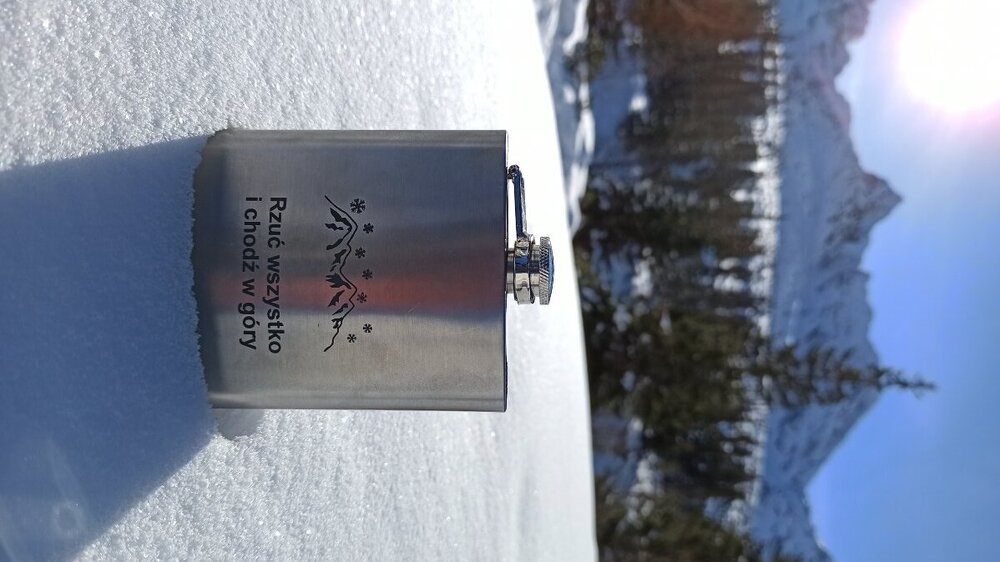 Rzuć wszystko
i chodź w góry